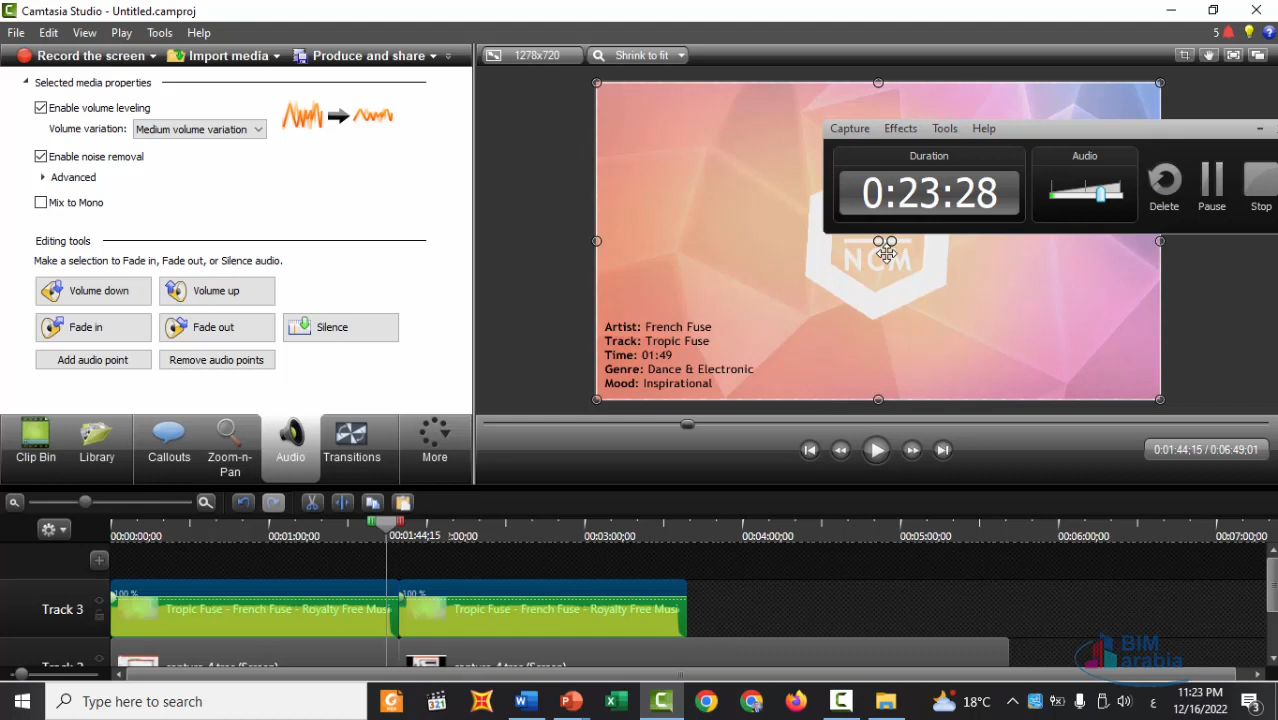 Camtasia Studio - Untitled.camproj
File Edit View Play Tools Help
5
Record the screen Import media Produce and share
1278x720 Shrink to fit
Selected media properties
Enable volume leveling
Volume variation: Medium volume variation
Enable noise removal
Advanced
Mix to Mono
Editing tools
Make a selection to Fade in, Fade out, or Silence audio.
Volume down Volume up
Fade in Fade out Silence
Add audio point Remove audio points
Capture Effects Tools Help
Duration Audio
0:23:28
Delete Pause Stop
NCM
Artist: French Fuse
Track: Tropic Fuse
Time: 01:49
Genre: Dance & Electronic
Mood: Inspirational
Clip Bin Library Callouts Zoom-n-Pan Audio Transitions More
0:01:44;15 / 0:06:49;01
00:00:00;00 00:01:00;00 00:01:44;15 :00;00 00:03:00;00 00:04:00;00 00:05:00;00 00:06:00;00 00:07:00;00
Track 3
100 % 100 %
Tropic Fuse - French Fuse - Royalty Free Musi Tropic Fuse - French Fuse - Royalty Free Musi
BIM
arabia
Type here to search
321
18°C
ع
11:23 PM
12/16/2022
3